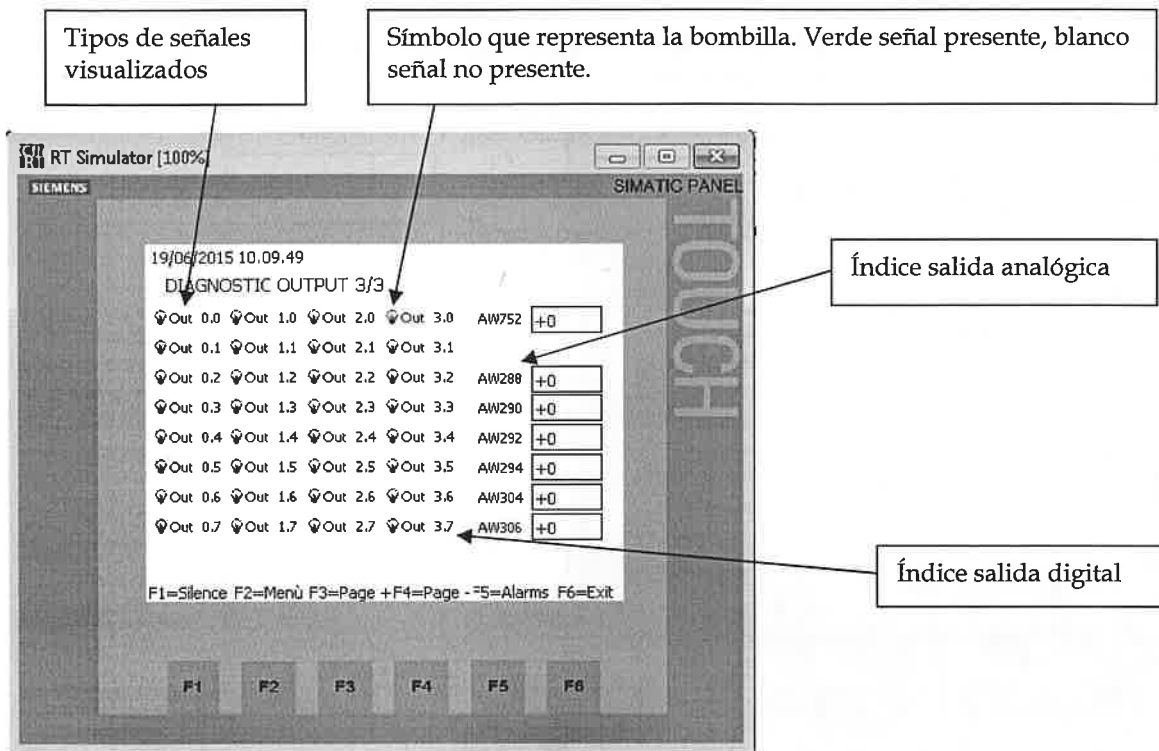 Tipos de señales
visualizados
Símbolo que representa la bombilla. Verde señal presente, blanco
señal no presente.
RT Simulator [100%]
SIEMENS
SIMATIC PANEL
TOUCH
19/06/2015 10.09.49
DIAGNOSTIC OUTPUT 3/3
Out 0.0 Out 1.0 Out 2.0 Out 3.0 AW752 +0
Out 0.1 Out 1.1 Out 2.1 Out 3.1
Out 0.2 Out 1.2 Out 2.2 Out 3.2 AW288 +0
Out 0.3 Out 1.3 Out 2.3 Out 3.3 AW290 +0
Out 0.4 Out 1.4 Out 2.4 Out 3.4 AW292 +0
Out 0.5 Out 1.5 Out 2.5 Out 3.5 AW294 +0
Out 0.6 Out 1.6 Out 2.6 Out 3.6 AW304 +0
Out 0.7 Out 1.7 Out 2.7 Out 3.7 AW306 +0
F1=Silence F2=Menù F3=Page + F4=Page - F5=Alarms F6=Exit
F1 F2 F3 F4 F5 F6
Índice salida analógica
Índice salida digital